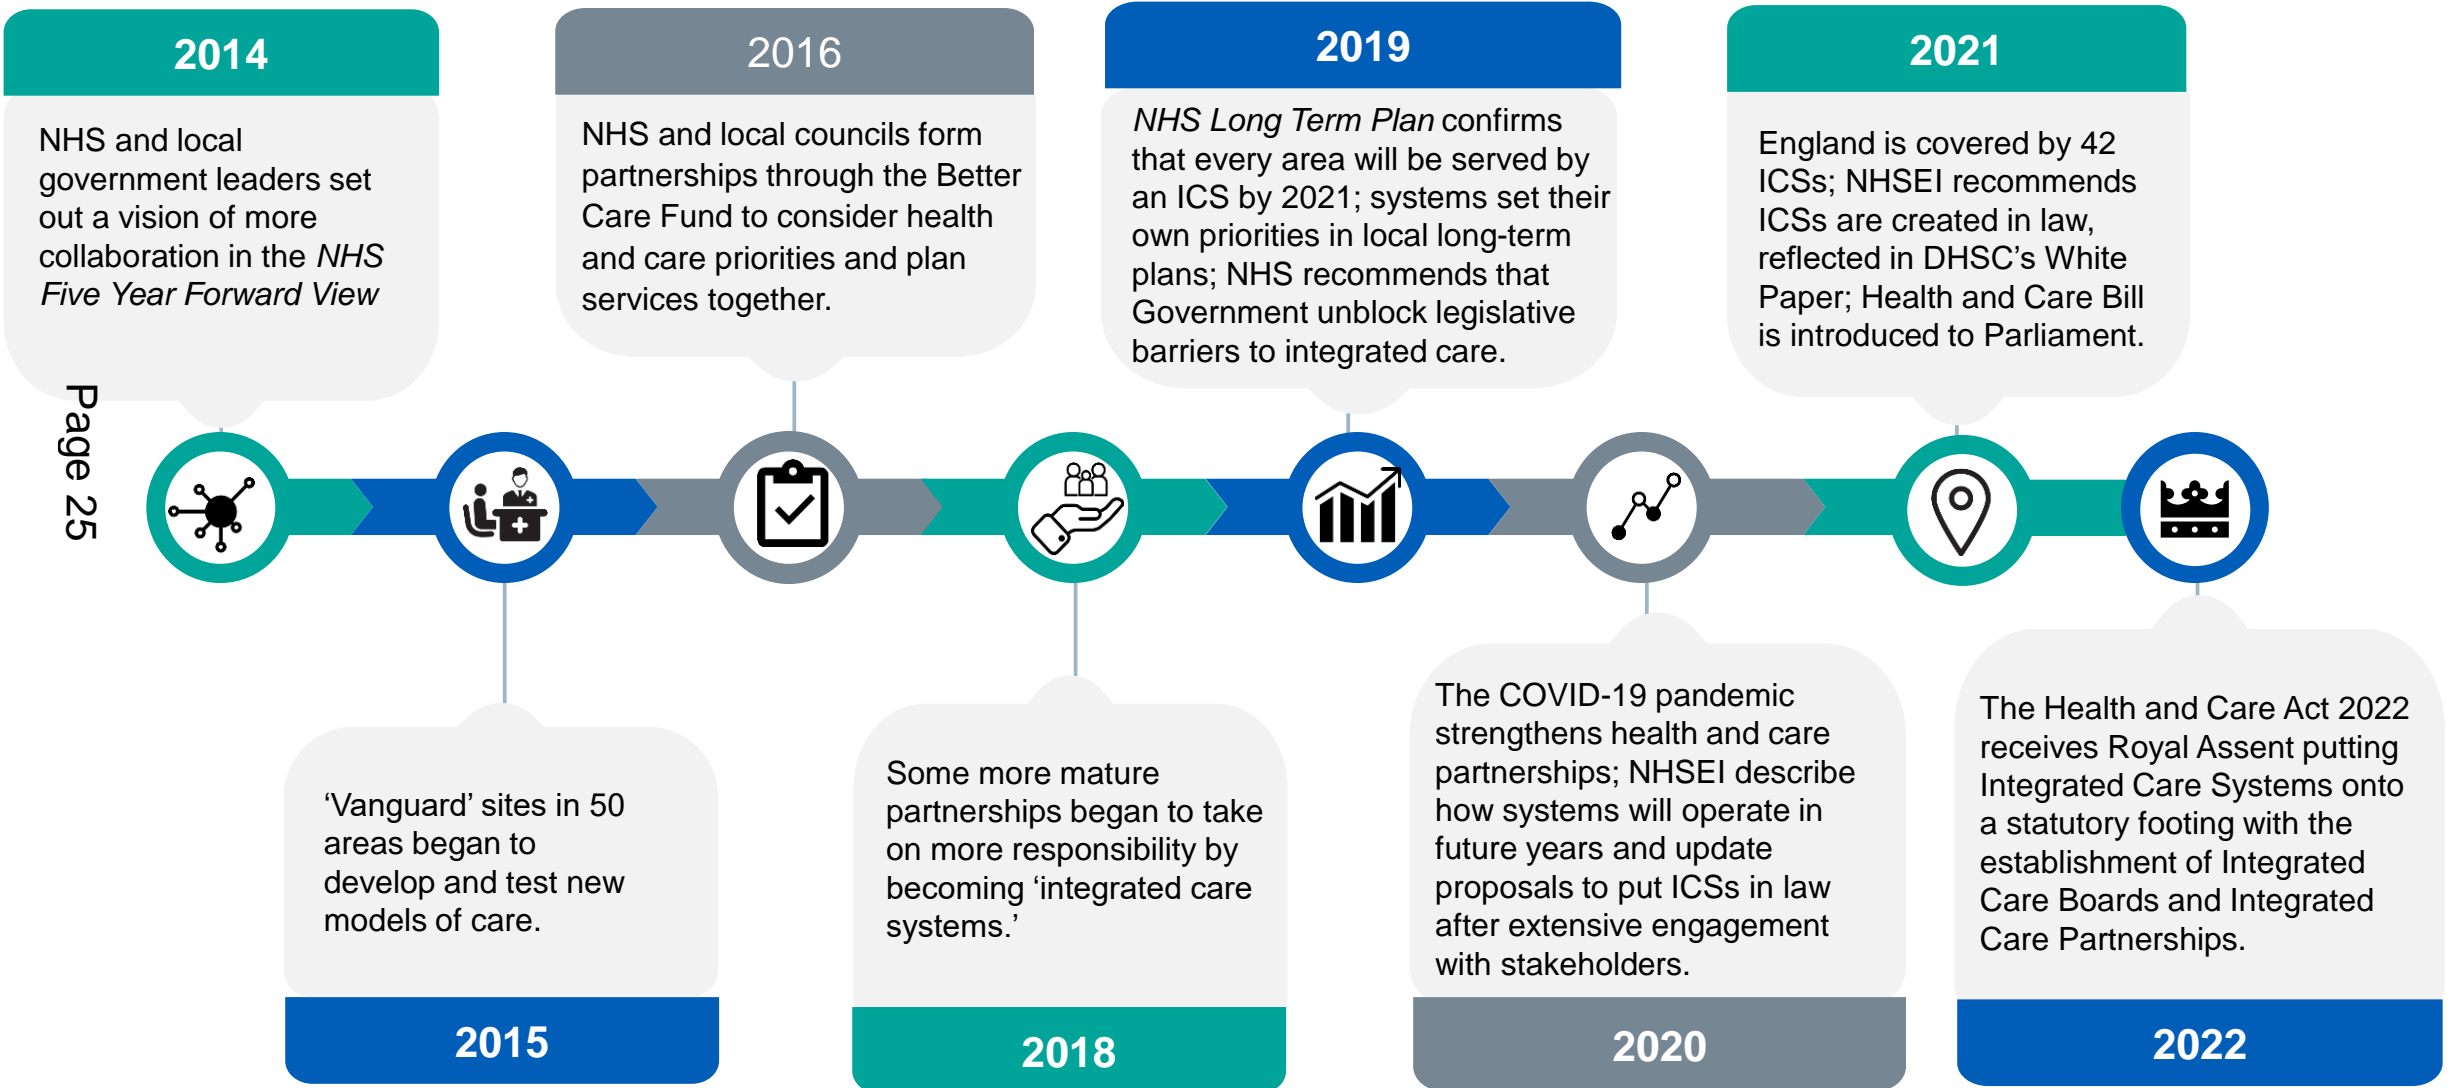 2014
NHS and local
government leaders set
out a vision of more
collaboration in the NHS
Five Year Forward View
2016
NHS and local councils form
partnerships through the Better
Care Fund to consider health
and care priorities and plan
services together.
2019
NHS Long Term Plan confirms
that every area will be served by
an ICS by 2021; systems set their
own priorities in local long-term
plans; NHS recommends that
Government unblock legislative
barriers to integrated care.
2021
England is covered by 42
ICSs; NHSEI recommends
ICSs are created in law,
reflected in DHSC’s White
Paper; Health and Care Bill
is introduced to Parliament.
Page 25
‘Vanguard’ sites in 50
areas began to
develop and test new
models of care.
2015
Some more mature
partnerships began to take
on more responsibility by
becoming ‘integrated care
systems.’
2018
The COVID-19 pandemic
strengthens health and care
partnerships; NHSEI describe
how systems will operate in
future years and update
proposals to put ICSs in law
after extensive engagement
with stakeholders.
2020
The Health and Care Act 2022
receives Royal Assent putting
Integrated Care Systems onto
a statutory footing with the
establishment of Integrated
Care Boards and Integrated
Care Partnerships.
2022